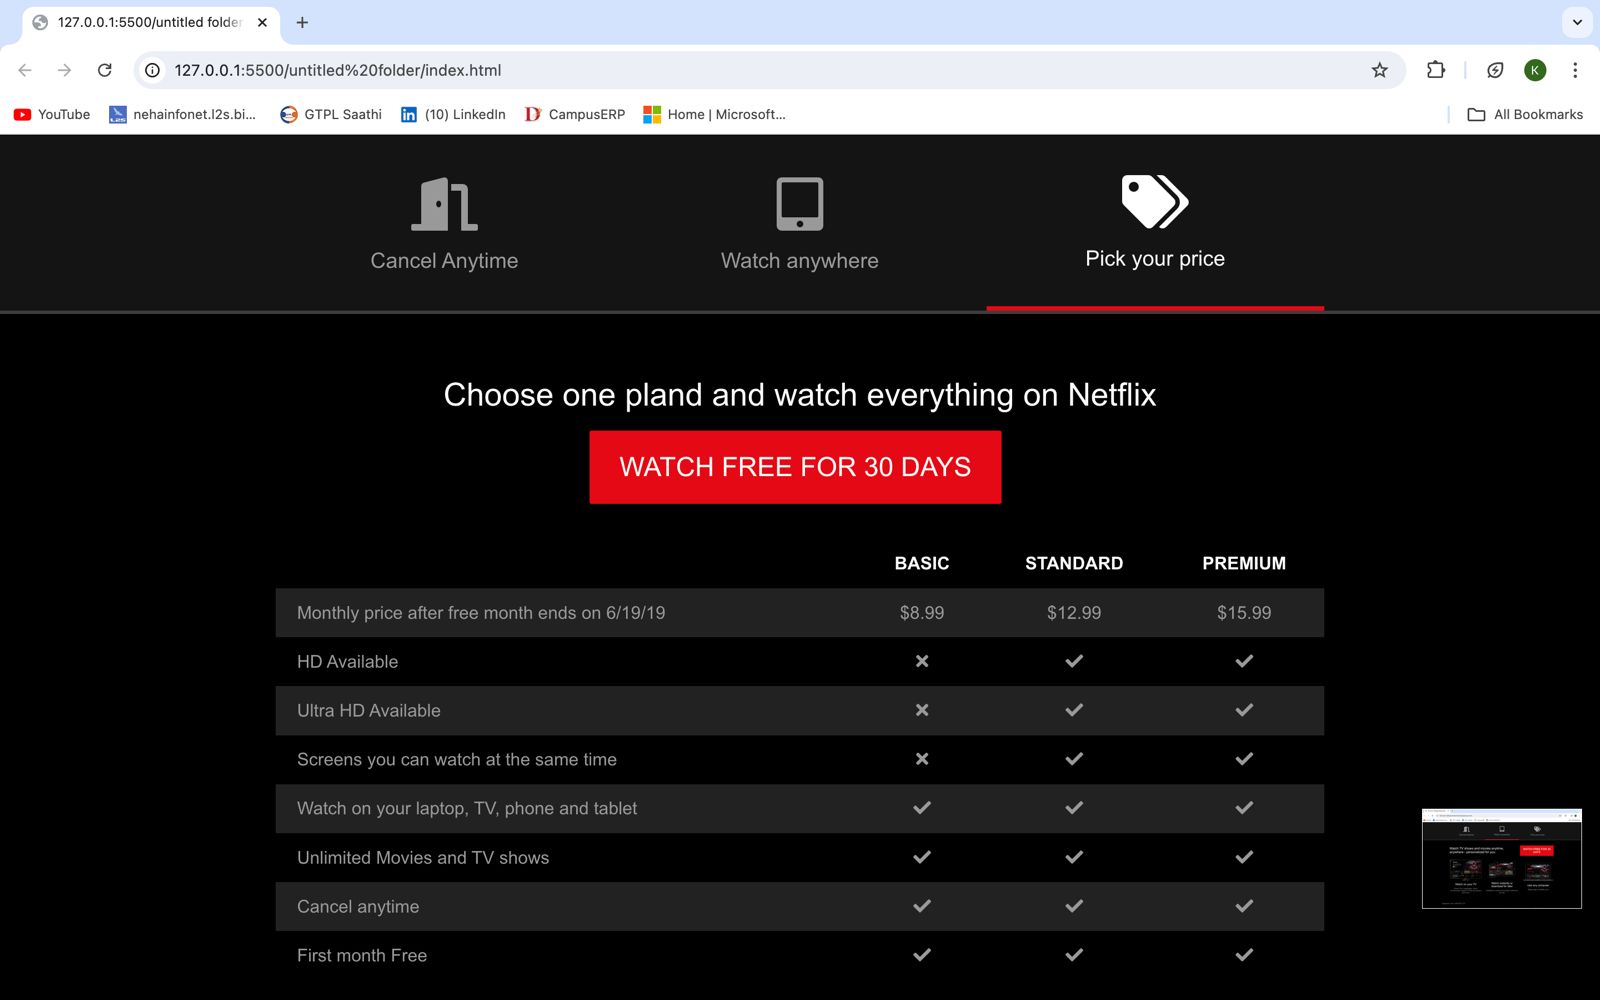 127.0.0.1:5500/untitled folder
127.0.0.1:5500/untitled%20folder/index.html
K
YouTube nehainfonet.l2s.bi... GTPL Saathi (10) LinkedIn CampusERP Home | Microsoft... All Bookmarks
Cancel Anytime Watch anywhere Pick your price
Choose one pland and watch everything on Netflix
WATCH FREE FOR 30 DAYS
BASIC STANDARD PREMIUM
Monthly price after free month ends on 6/19/19 $8.99 $12.99 $15.99
HD Available
Ultra HD Available
Screens you can watch at the same time
Watch on your laptop, TV, phone and tablet
Unlimited Movies and TV shows
Cancel anytime
First month Free